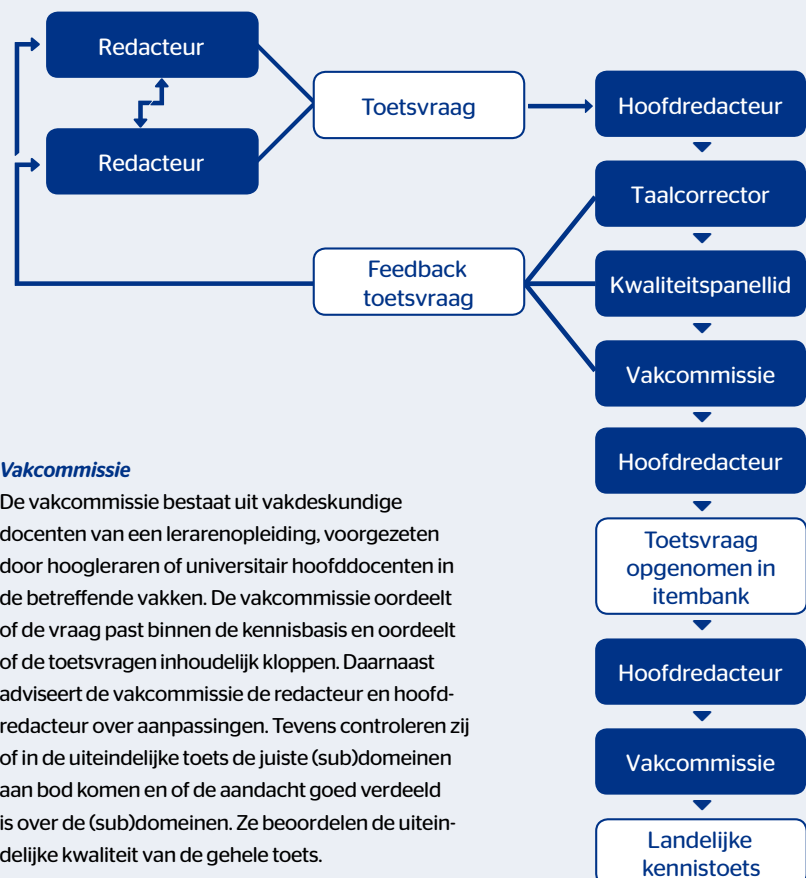 Redacteur
Redacteur
Toetsvraag
Feedback
toetsvraag
Hoofdredacteur
Taalcorrector
Kwaliteitspanellid
Vakcommissie
Hoofdredacteur
Toetsvraag
opgenomen in
itembank
Hoofdredacteur
Vakcommissie
Landelijke
kennistoets
Vakcommissie
De vakcommissie bestaat uit vakdeskundige
docenten van een lerarenopleiding, voorgezeten
door hoogleraren of universitair hoofddocenten in
de betreffende vakken. De vakcommissie oordeelt
of de vraag past binnen de kennisbasis en oordeelt
of de toetsvragen inhoudelijk kloppen. Daarnaast
adviseert de vakcommissie de redacteur en hoofd-
redacteur over aanpassingen. Tevens controleren zij
of in de uiteindelijke toets de juiste (sub)domeinen
aan bod komen en of de aandacht goed verdeeld
is over de (sub)domeinen. Ze beoordelen de uitein-
delijke kwaliteit van de gehele toets.